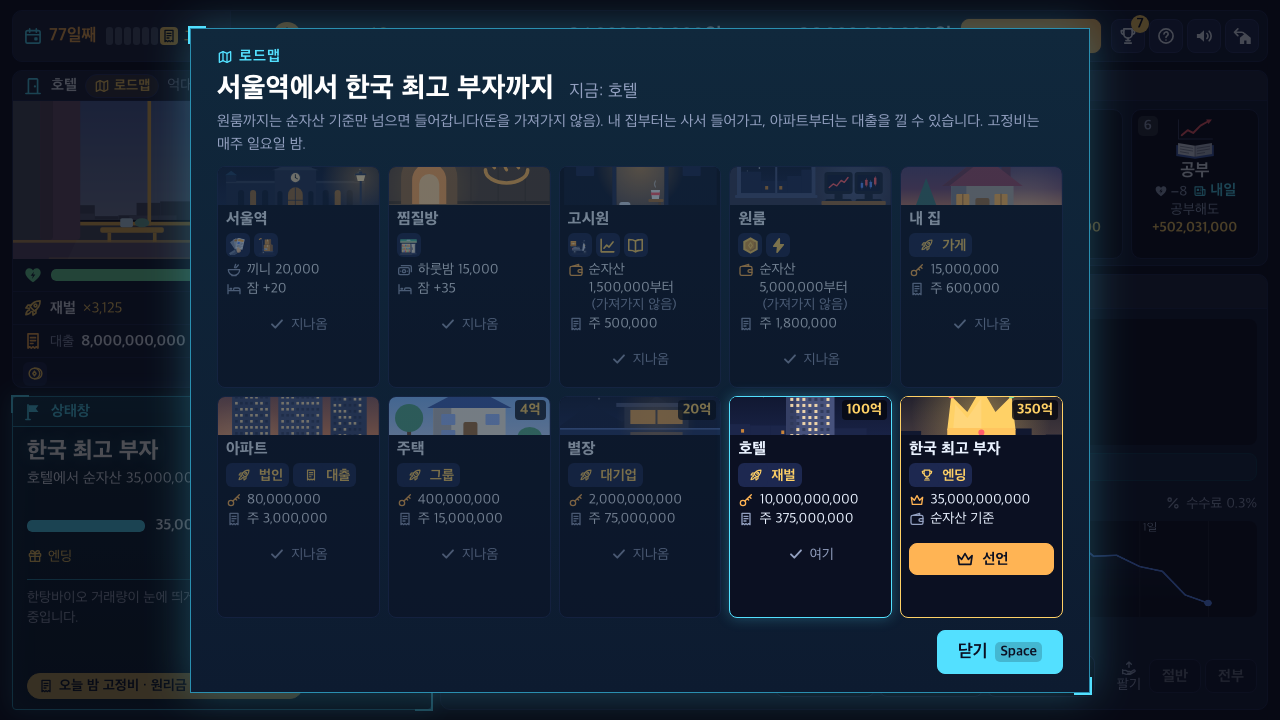 77일째
7
호텔
로드맵
재벌 ×3,125
대출 8,000,000,000
상태창
한국 최고 부자
호텔에서 순자산 35,000,00
35,00
엔딩
한탕바이오 거래량이 눈에 띄게
중입니다.
오늘 밤 고정비 · 원리금
로드맵
서울역에서 한국 최고 부자까지 지금: 호텔
원룸까지는 순자산 기준만 넘으면 들어갑니다(돈을 가져가지 않음). 내 집부터는 사서 들어가고, 아파트부터는 대출을 낄 수 있습니다. 고정비는
매주 일요일 밤.
서울역
끼니 20,000
잠 +20
지나옴
찜질방
하룻밤 15,000
잠 +35
지나옴
고시원
순자산
1,500,000부터
(가져가지 않음)
주 500,000
지나옴
원룸
순자산
5,000,000부터
(가져가지 않음)
주 1,800,000
지나옴
내 집
가게
15,000,000
주 600,000
지나옴
아파트
법인 대출
80,000,000
주 3,000,000
지나옴
4억
주택
그룹
400,000,000
주 15,000,000
지나옴
20억
별장
대기업
2,000,000,000
주 75,000,000
지나옴
100억
호텔
재벌
10,000,000,000
주 375,000,000
여기
350억
한국 최고 부자
엔딩
35,000,000,000
순자산 기준
선언
닫기 Space
6
공부
−8 내일
공부해도
+502,031,000
수수료 0.3%
1일
팔기 절반 전부